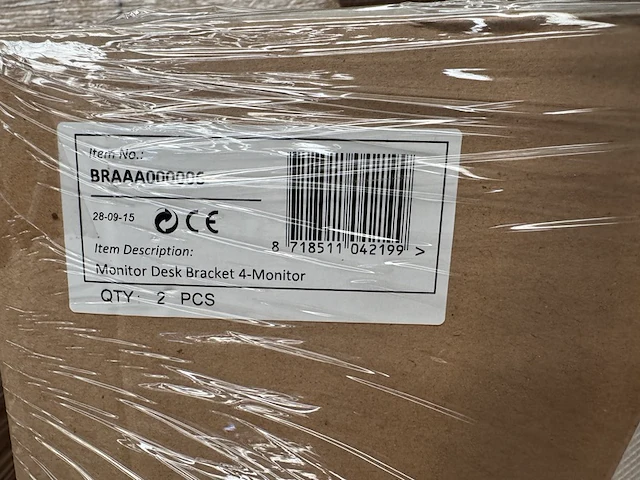 Item No.:
BRAAA000006
28-09-15 CE
8 718511 042199 >
Item Description:
Monitor Desk Bracket 4-Monitor
QTY: 2 PCS